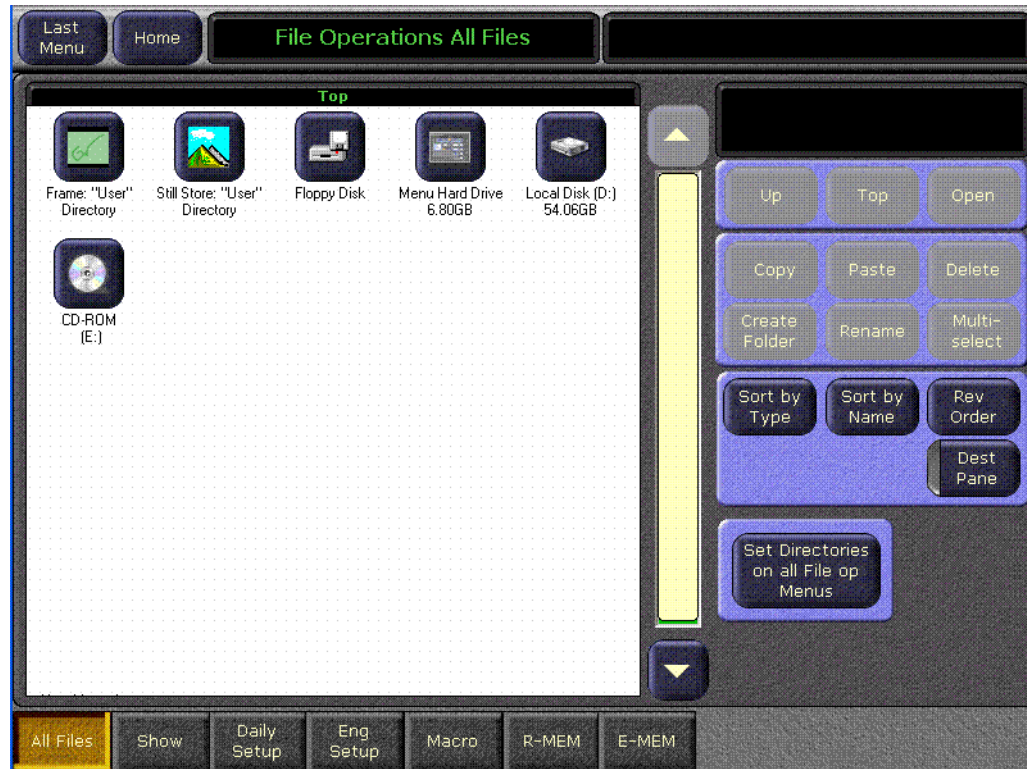 Last
Menu
Home
File Operations All Files
Top
Frame: "User"
Directory
Still Store: "User"
Directory
Floppy Disk
Menu Hard Drive
6.80GB
Local Disk (D:)
54.06GB
CD-ROM
(E:)
Up
Top
Open
Copy
Paste
Delete
Create
Folder
Rename
Multi-
select
Sort by
Type
Sort by
Name
Rev
Order
Dest
Pane
Set Directories
on all File op
Menus
All Files
Show
Daily
Setup
Eng
Setup
Macro
R-MEM
E-MEM